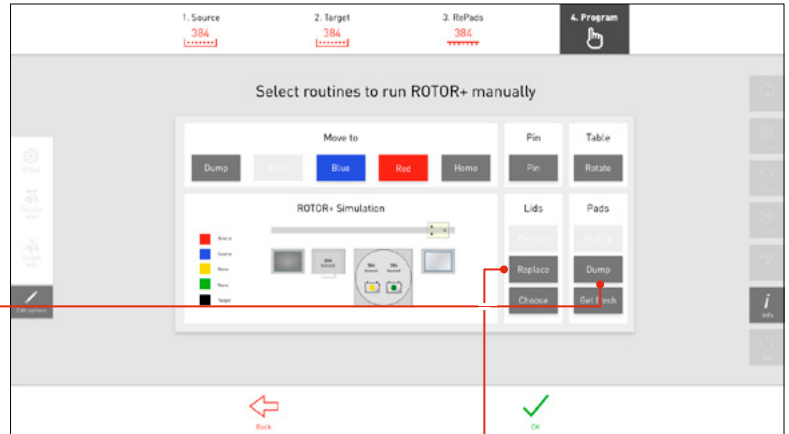 1. Source
2. Target
3. RePads
4. Program
384
384
384
Select routines to run ROTOR+ manually
Move to
Pin
Table
Dump
Blue
Red
Home
Pin
Rotate
ROTOR+ Simulation
Lids
Pads
Source
Source
Target
Replace
Dump
Choose
Get fresh
Edit options
i
Info
Back
OK